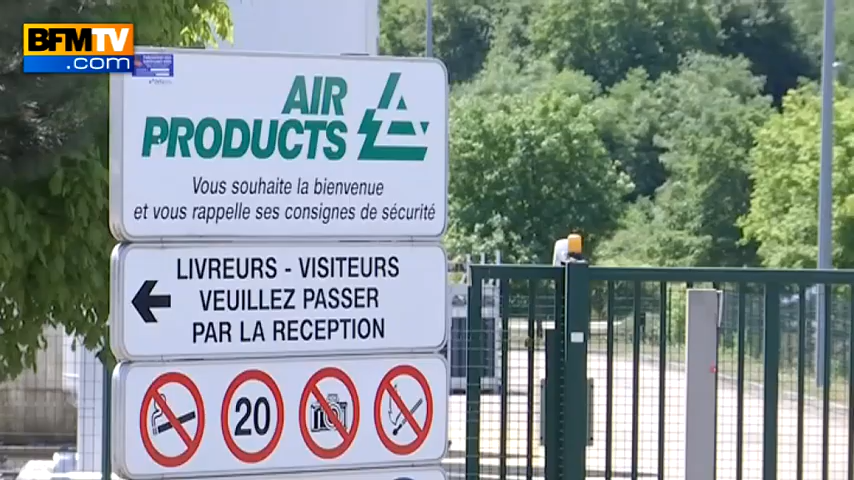 BFMTV
.com
AIR
PRODUCTS
Vous souhaite la bienvenue
et vous rappelle ses consignes de sécurité
LIVREURS - VISITEURS
VEUILLEZ PASSER
PAR LA RECEPTION
20